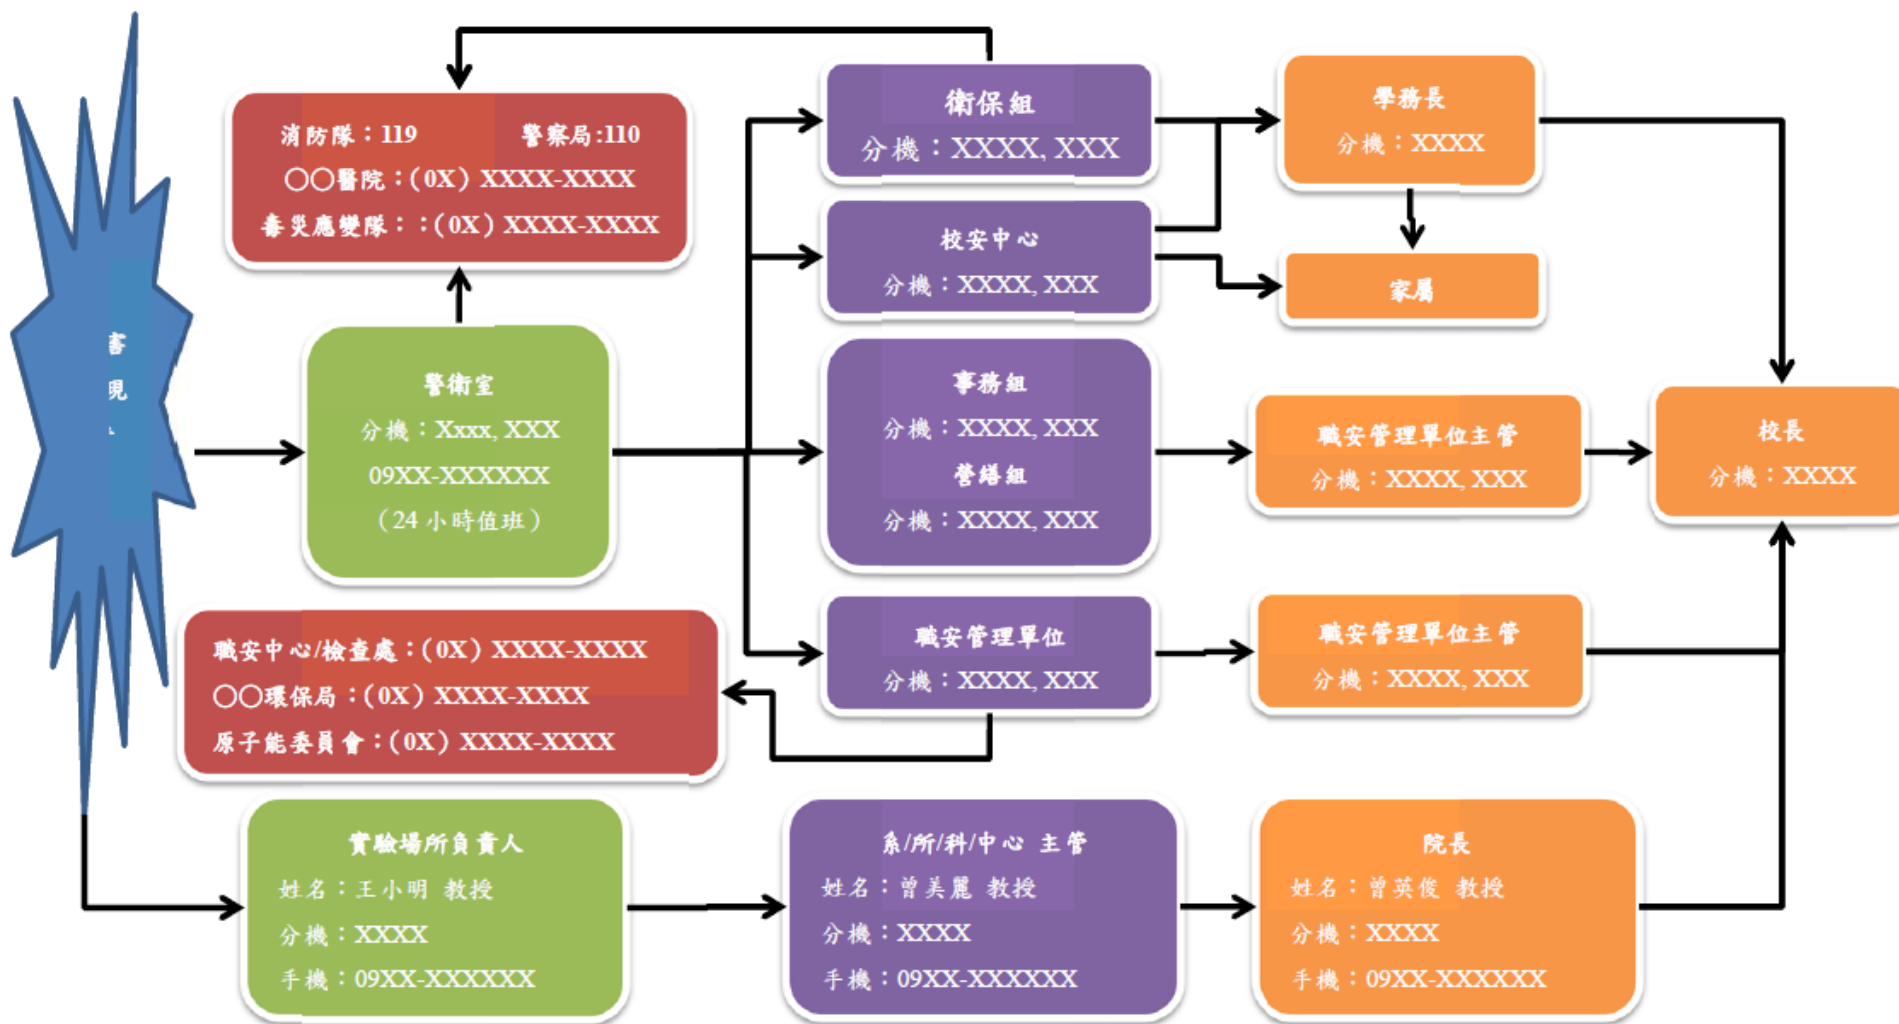 害
現
消防隊：119 警察局:110
○○醫院：(0X) XXXX-XXXX
毒災應變隊：：(0X) XXXX-XXXX
衛保組
分機：XXXX, XXX
學務長
分機：XXXX
校安中心
分機：XXXX, XXX
家屬
警衛室
分機：Xxxx, XXX
09XX-XXXXXX
（24 小時值班）
事務組
分機：XXXX, XXX
營繕組
分機：XXXX, XXX
職安管理單位主管
分機：XXXX, XXX
校長
分機：XXXX
職安中心/檢查處：(0X) XXXX-XXXX
○○環保局：(0X) XXXX-XXXX
原子能委員會：(0X) XXXX-XXXX
職安管理單位
分機：XXXX, XXX
職安管理單位主管
分機：XXXX, XXX
實驗場所負責人
姓名：王小明 教授
分機：XXXX
手機：09XX-XXXXXX
系/所/科/中心 主管
姓名：曾美麗 教授
分機：XXXX
手機：09XX-XXXXXX
院長
姓名：曾英俊 教授
分機：XXXX
手機：09XX-XXXXXX